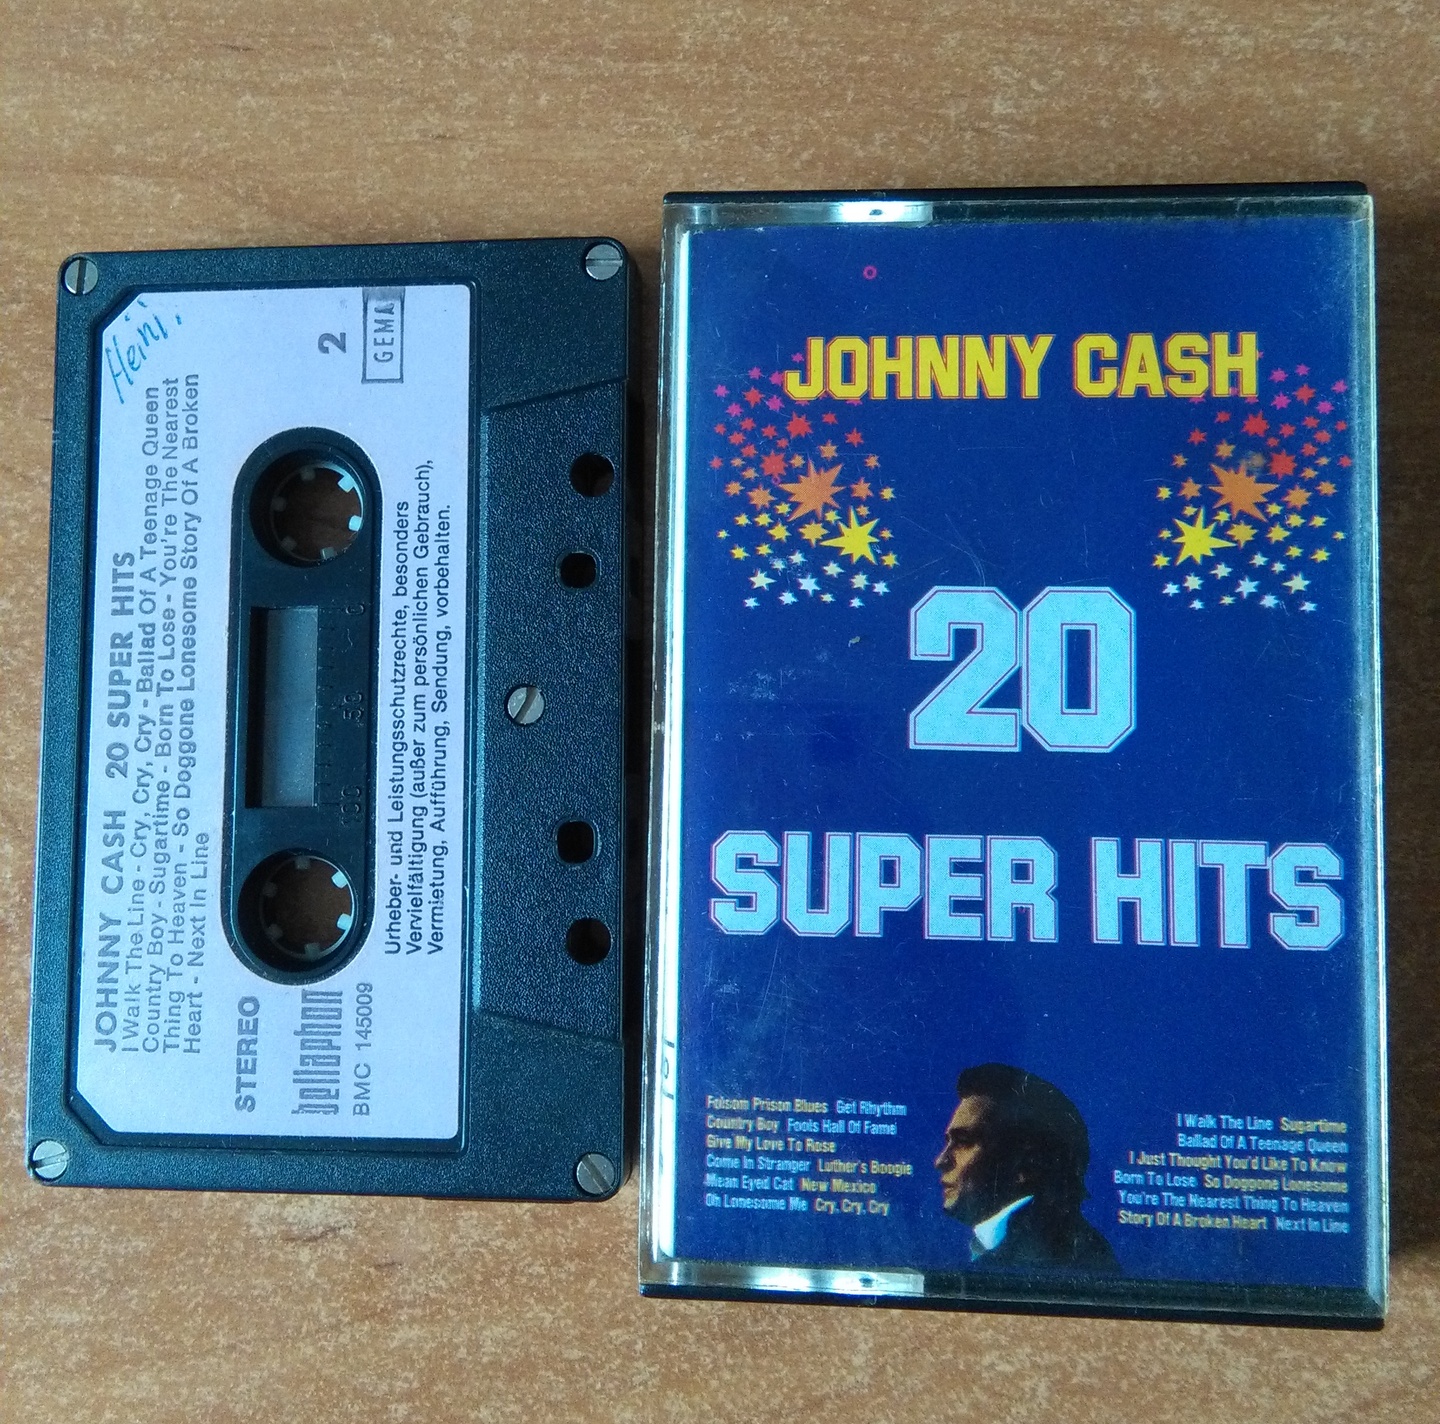 Heini.
JOHNNY CASH 20 SUPER HITS
I Walk The Line - Cry, Cry, Cry - Ballad Of A Teenage Queen
Country Boy - Sugartime - Born To Lose - You're The Nearest
Thing To Heaven - So Doggone Lonesome Story Of A Broken
Heart - Next In Line
STEREO
2
100 50 0
bellaphon
BMC 145009
GEMA
Urheber- und Leistungsschutzrechte, besonders
Vervielfältigung (außer zum persönlichen Gebrauch),
Vermietung, Aufführung, Sendung, vorbehalten.
JOHNNY CASH
20
SUPER HITS
Folsom Prison Blues Get Rhythm
Country Boy Fools Hall Of Fame
Give My Love To Rose
Come In Stranger Luther's Boogie
Mean Eyed Cat New Mexico
Oh Lonesome Me Cry, Cry, Cry
I Walk The Line Sugartime
Ballad Of A Teenage Queen
I Just Thought You'd Like To Know
Born To Lose So Doggone Lonesome
You're The Nearest Thing To Heaven
Story Of A Broken Heart Next In Line